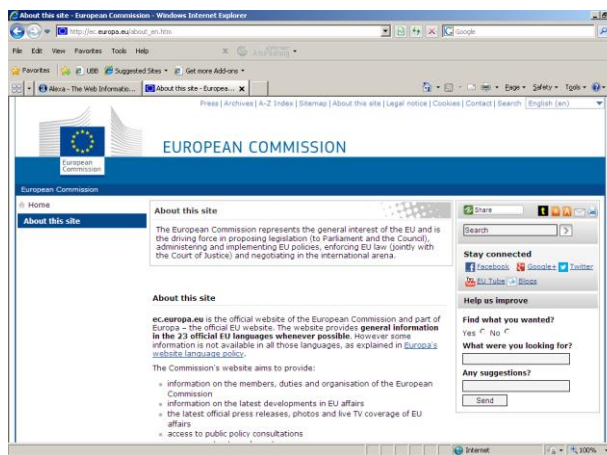 About this site - European Commission - Windows Internet Explorer
http://ec.europa.eu/about_en.htm
Google
File Edit View Favorites Tools Help
Favorites UBB Suggested Sites Get more Add-ons
Alexa - The Web Informatio... About this site - Europea... X Page Safety Tools
Press | Archives | A-Z Index | Sitemap | About this site | Legal notice | Cookies | Contact | Search English (en)
European
Commission
EUROPEAN COMMISSION
European Commission
Home
About this site
About this site
The European Commission represents the general interest of the EU and is
the driving force in proposing legislation (to Parliament and the Council),
administering and implementing EU policies, enforcing EU law (jointly with
the Court of Justice) and negotiating in the international arena.
About this site
ec.europa.eu is the official website of the European Commission and part of
Europa – the official EU website. The website provides general information
in the 23 official EU languages whenever possible. However some
information is not available in all those languages, as explained in Europa's
website language policy.
The Commission's website aims to provide:
information on the members, duties and organisation of the European
Commission
information on the latest developments in EU affairs
the latest official press releases, photos and live TV coverage of EU
affairs
access to public policy consultations
Share
Search
Stay connected
Facebook Google+ Twitter
EU Tube Blogs
Help us improve
Find what you wanted?
Yes No
What were you looking for?
Any suggestions?
Send
Internet 100%